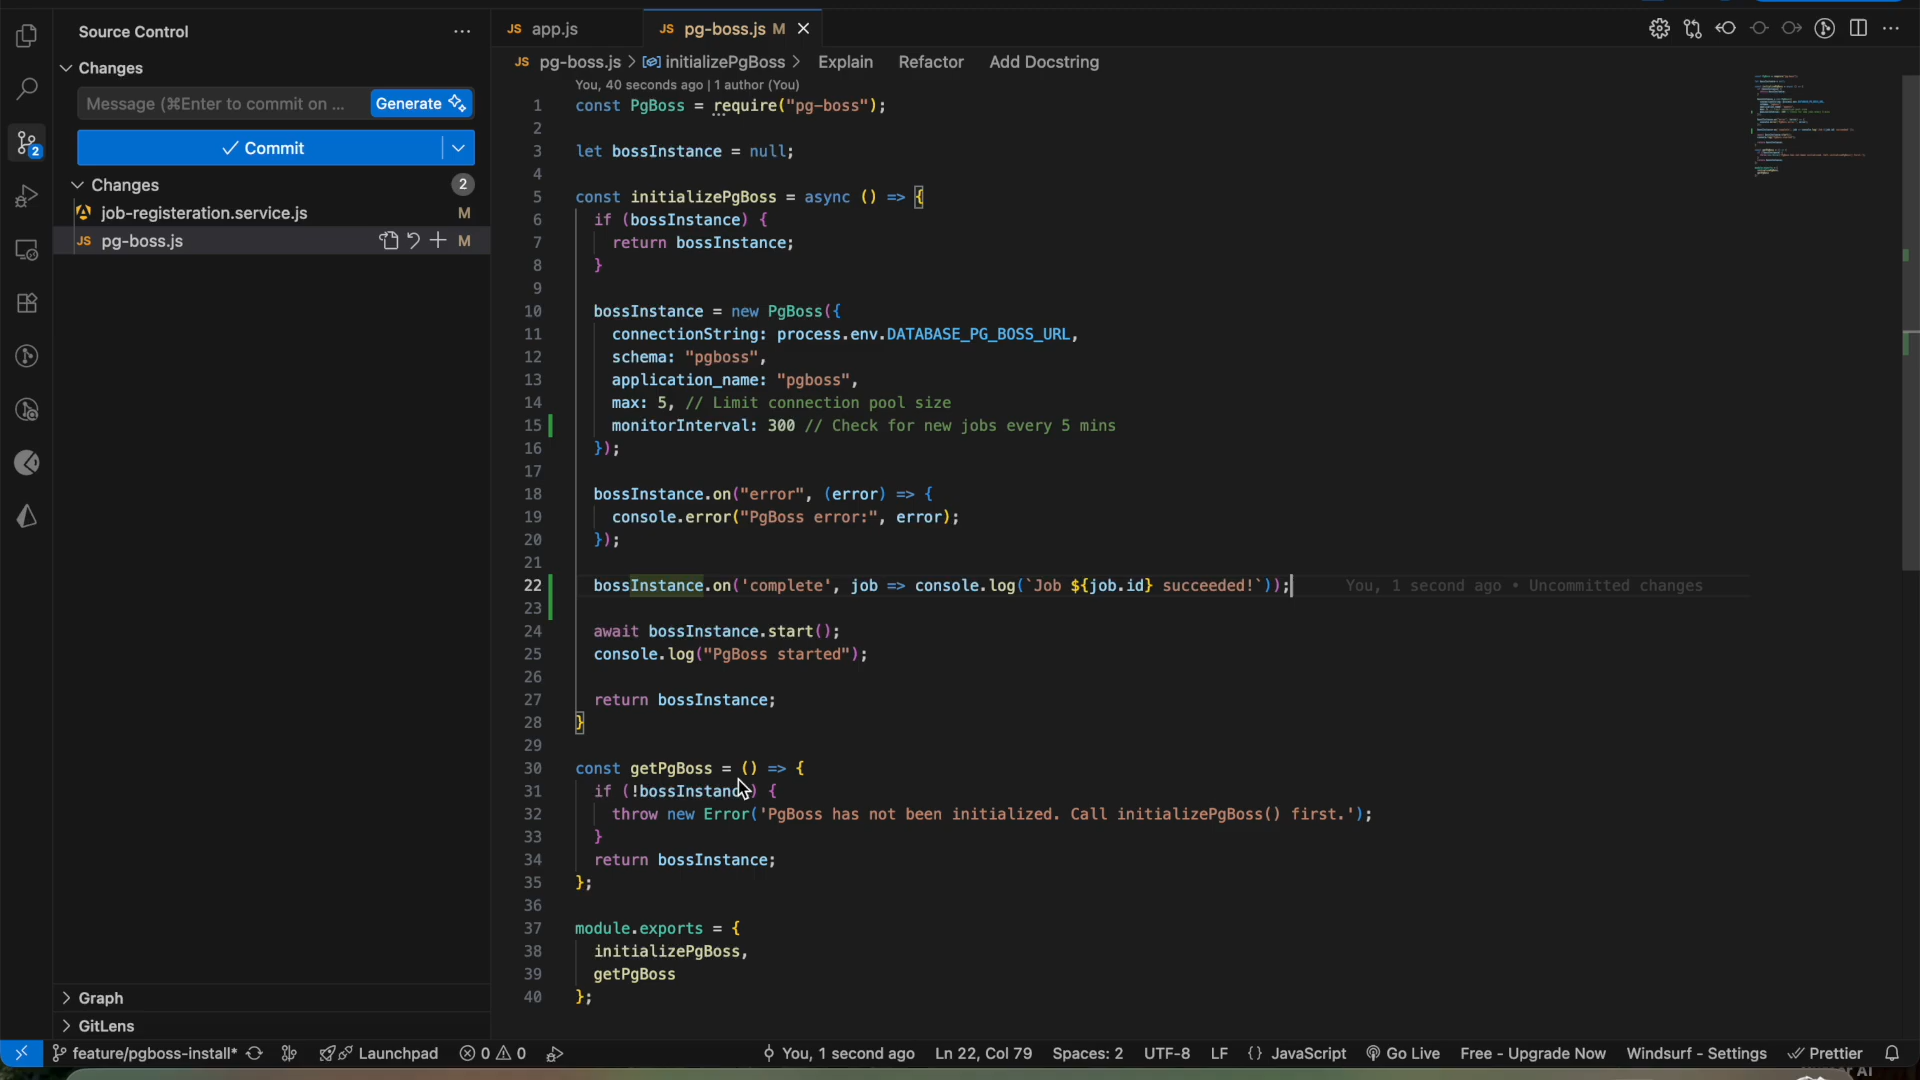 Source Control
Changes
Message (⌘Enter to commit on ...
Generate
Commit
Changes
2
job-registeration.service.js
M
pg-boss.js
M
Graph
GitLens
2
JS app.js
JS pg-boss.js M
JS pg-boss.js > initializePgBoss > Explain Refactor Add Docstring
You, 40 seconds ago | 1 author (You)
1 const PgBoss = require("pg-boss");
2
3 let bossInstance = null;
4
5 const initializePgBoss = async () => {
6 if (bossInstance) {
7 return bossInstance;
8 }
9
10 bossInstance = new PgBoss({
11 connectionString: process.env.DATABASE_PG_BOSS_URL,
12 schema: "pgboss",
13 application_name: "pgboss",
14 max: 5, // Limit connection pool size
15 monitorInterval: 300 // Check for new jobs every 5 mins
16 });
17
18 bossInstance.on("error", (error) => {
19 console.error("PgBoss error:", error);
20 });
21
22 bossInstance.on('complete', job => console.log(`Job ${job.id} succeeded!`)); You, 1 second ago • Uncommitted changes
23
24 await bossInstance.start();
25 console.log("PgBoss started");
26
27 return bossInstance;
28 }
29
30 const getPgBoss = () => {
31 if (!bossInstance) {
32 throw new Error('PgBoss has not been initialized. Call initializePgBoss() first.');
33 }
34 return bossInstance;
35 };
36
37 module.exports = {
38 initializePgBoss,
39 getPgBoss
40 };
feature/pgboss-install* Launchpad 0 0 You, 1 second ago Ln 22, Col 79 Spaces: 2 UTF-8 LF {} JavaScript Go Live Free - Upgrade Now Windsurf - Settings Prettier